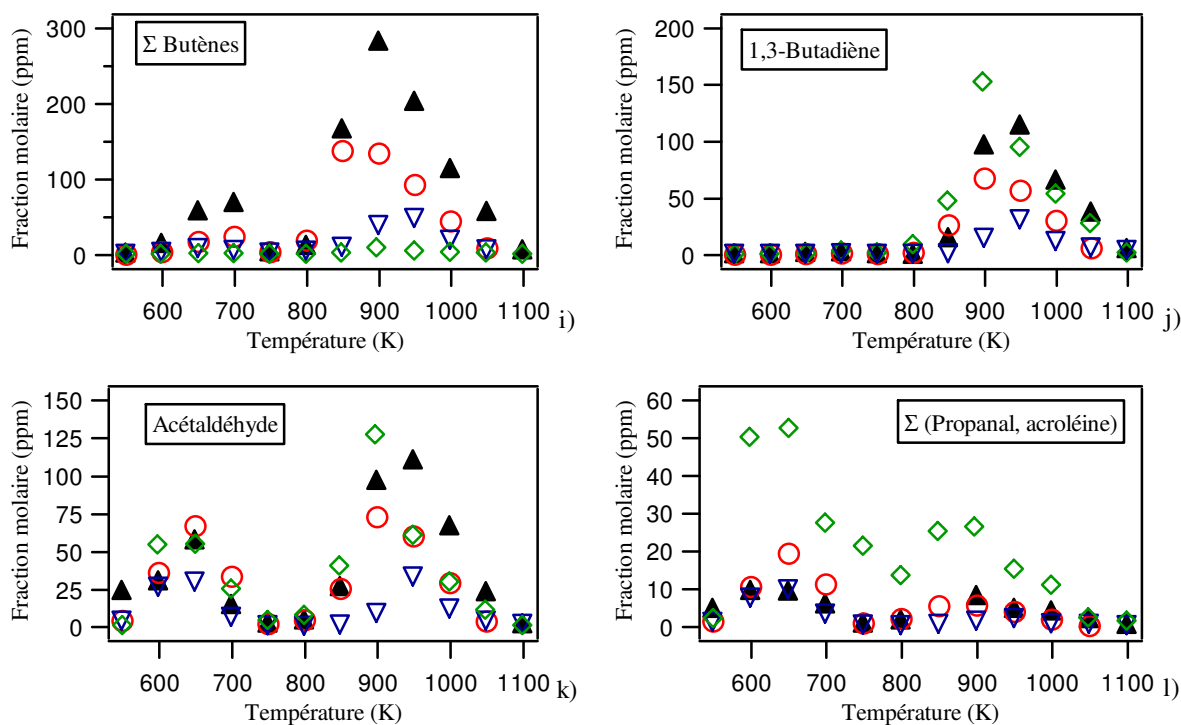 Fraction molaire (ppm)
300
200
100
0
Σ Butènes
600 700 800 900 1000 1100
Température (K)
i)
Fraction molaire (ppm)
200
150
100
50
0
1,3-Butadiène
600 700 800 900 1000 1100
Température (K)
j)
Fraction molaire (ppm)
150
125
100
75
50
25
0
Acétaldéhyde
600 700 800 900 1000 1100
Température (K)
k)
Fraction molaire (ppm)
60
50
40
30
20
10
0
Σ (Propanal, acroléine)
600 700 800 900 1000 1100
Température (K)
l)